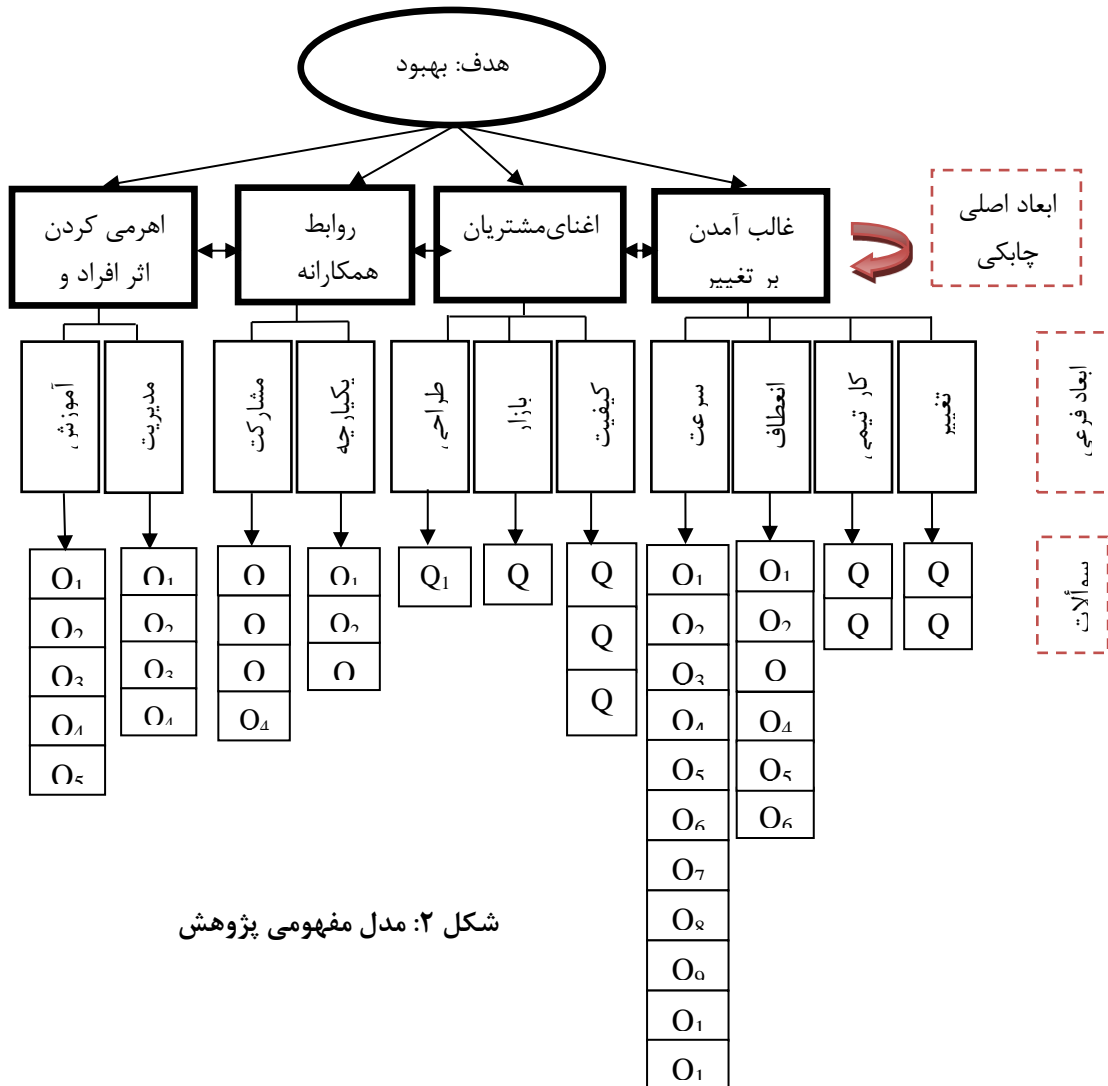 هدف: بهبود
غالب آمدن
بر تغییر
اغنای‌مشتریان
روابط
همکارانه
اهرمی کردن
اثر افراد و
ابعاد اصلی
چابکی
تغییر
کار تیمی
انعطاف
سرعت
کیفیت
بازار
طراحی
یکپارچه
مشارکت
مدیریت
آموزش
ابعاد فرعی
Q
Q
Q
Q
Q1
Q2
Q
Q4
Q5
Q6
Q1
Q2
Q3
Q4
Q5
Q6
Q7
Q8
Q9
Q1
Q1
Q
Q
Q
Q
Q1
Q1
Q2
Q
Q
Q
Q
Q4
Q1
Q2
Q3
Q4
Q1
Q2
Q3
Q4
Q5
سوألات
شکل ۲: مدل مفهومی پژوهش